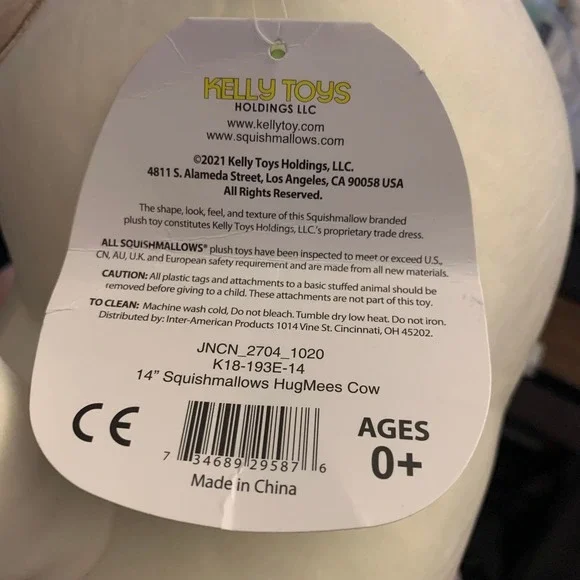 KELLY TOYS
HOLDINGS LLC
www.kellytoy.com
www.squishmallows.com
©2021 Kelly Toys Holdings, LLC.
4811 S. Alameda Street, Los Angeles, CA 90058 USA
All Rights Reserved.
The shape, look, feel, and texture of this Squishmallow branded
plush toy constitutes Kelly Toys Holdings, LLC.'s proprietary trade dress.
ALL SQUISHMALLOWS® plush toys have been inspected to meet or exceed U.S.,
CN, AU, U.K. and European safety requirement and are made from all new materials.
CAUTION: All plastic tags and attachments to a basic stuffed animal should be
removed before giving to a child. These attachments are not part of this toy.
TO CLEAN: Machine wash cold, Do not bleach. Tumble dry low heat. Do not iron.
Distributed by: Inter-American Products 1014 Vine St. Cincinnati, OH 45202.
JNCN_2704_1020
K18-193E-14
14” Squishmallows HugMees Cow
CE
7 34689 29587 6
AGES
0+
Made in China